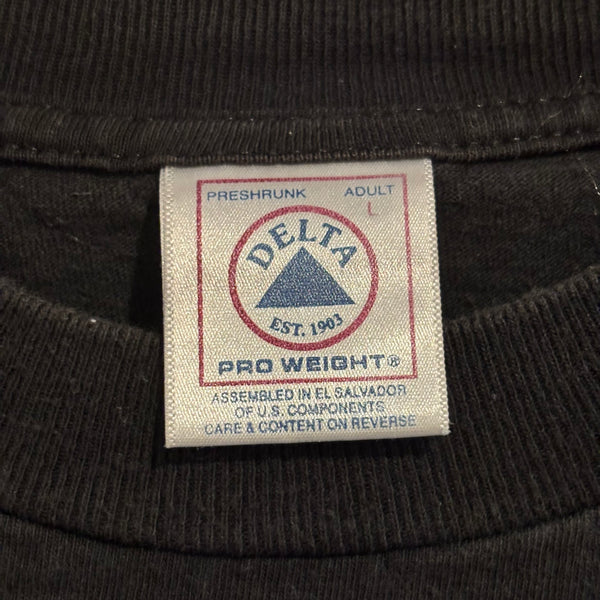 PRESHRUNK ADULT
L
DELTA
EST. 1903
PRO WEIGHT®
ASSEMBLED IN EL SALVADOR
OF U.S. COMPONENTS
CARE & CONTENT ON REVERSE